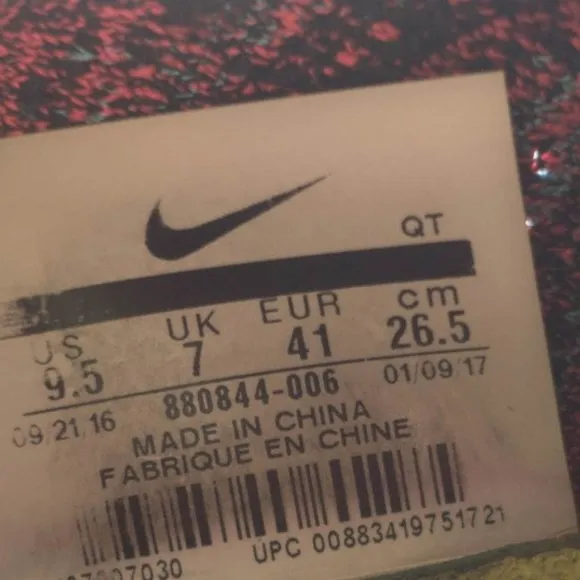 QT
US UK EUR cm
9.5 7 41 26.5
09/21/16 880844-006 01/09/17
MADE IN CHINA
FABRIQUE EN CHINE
UPC 00883419751721